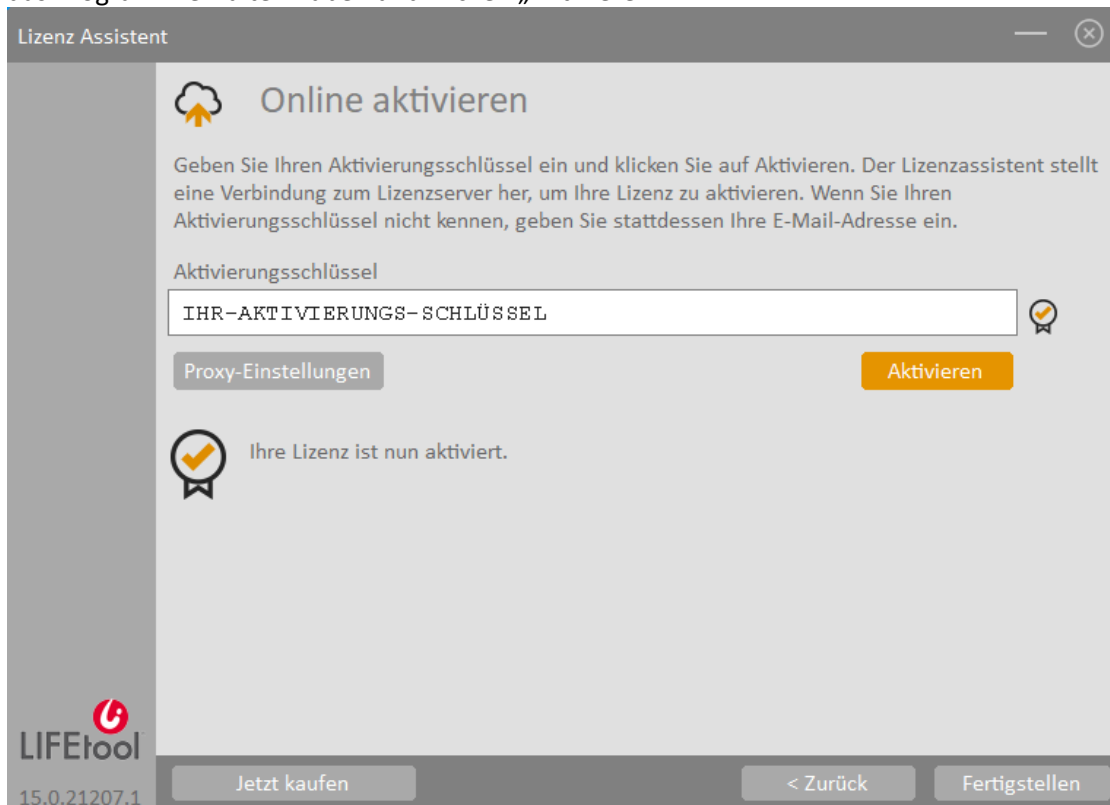 Lizenz Assistent
Online aktivieren
Geben Sie Ihren Aktivierungsschlüssel ein und klicken Sie auf Aktivieren. Der Lizenzassistent stellt
eine Verbindung zum Lizenzserver her, um Ihre Lizenz zu aktivieren. Wenn Sie Ihren
Aktivierungsschlüssel nicht kennen, geben Sie stattdessen Ihre E-Mail-Adresse ein.
Aktivierungsschlüssel
IHR-AKTIVIERUNGS-SCHLÜSSEL
Proxy-Einstellungen
Aktivieren
Ihre Lizenz ist nun aktiviert.
LIFEtool
15.0.21207.1
Jetzt kaufen
< Zurück
Fertigstellen